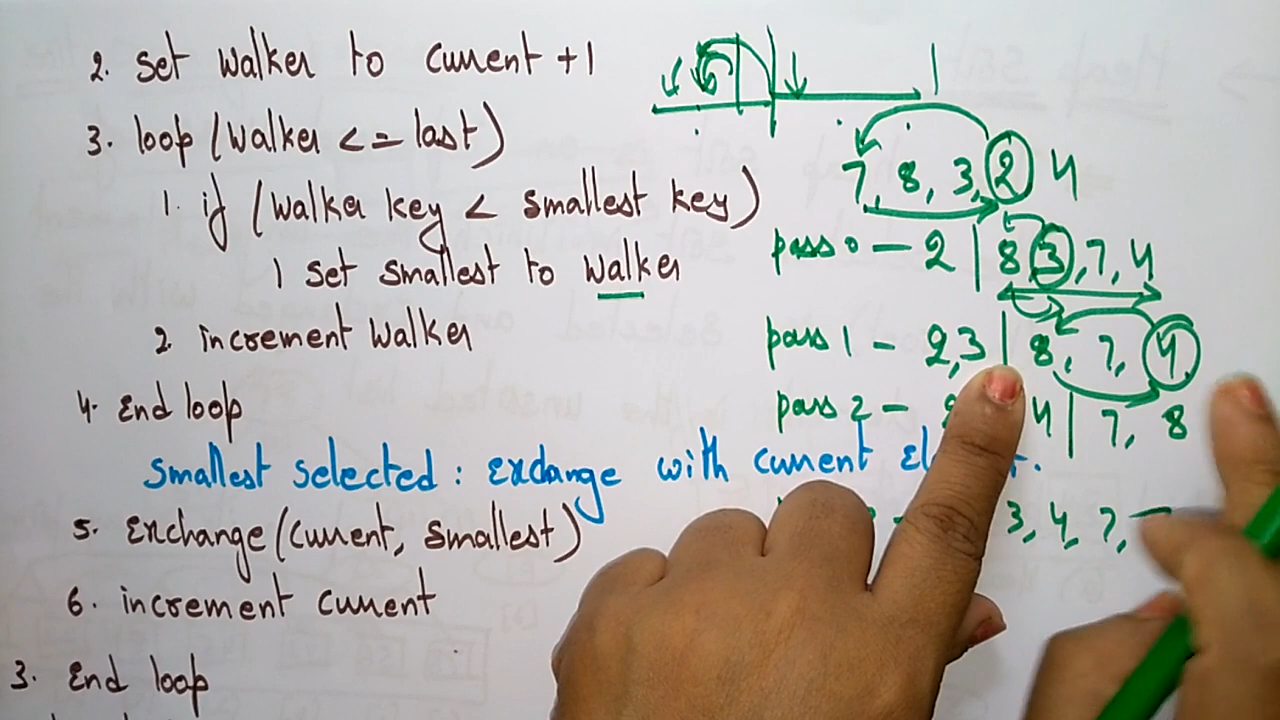 2. Set Walker to current +1
3. loop (Walker <= last)
1. if (Walker key < smallest key)
1 Set smallest to Walker
2 increment Walker
4. End loop
Smallest selected : Exchange with current
5. Exchange (current, smallest)
6. increment current
3. End loop
7, 8, 3, 2 4
pass 0 — 2 | 8 3, 7, 4
pass 1 — 2,3 | 8, 7, 4
pass 2 — 4 | 7, 8
3, 4, 7,